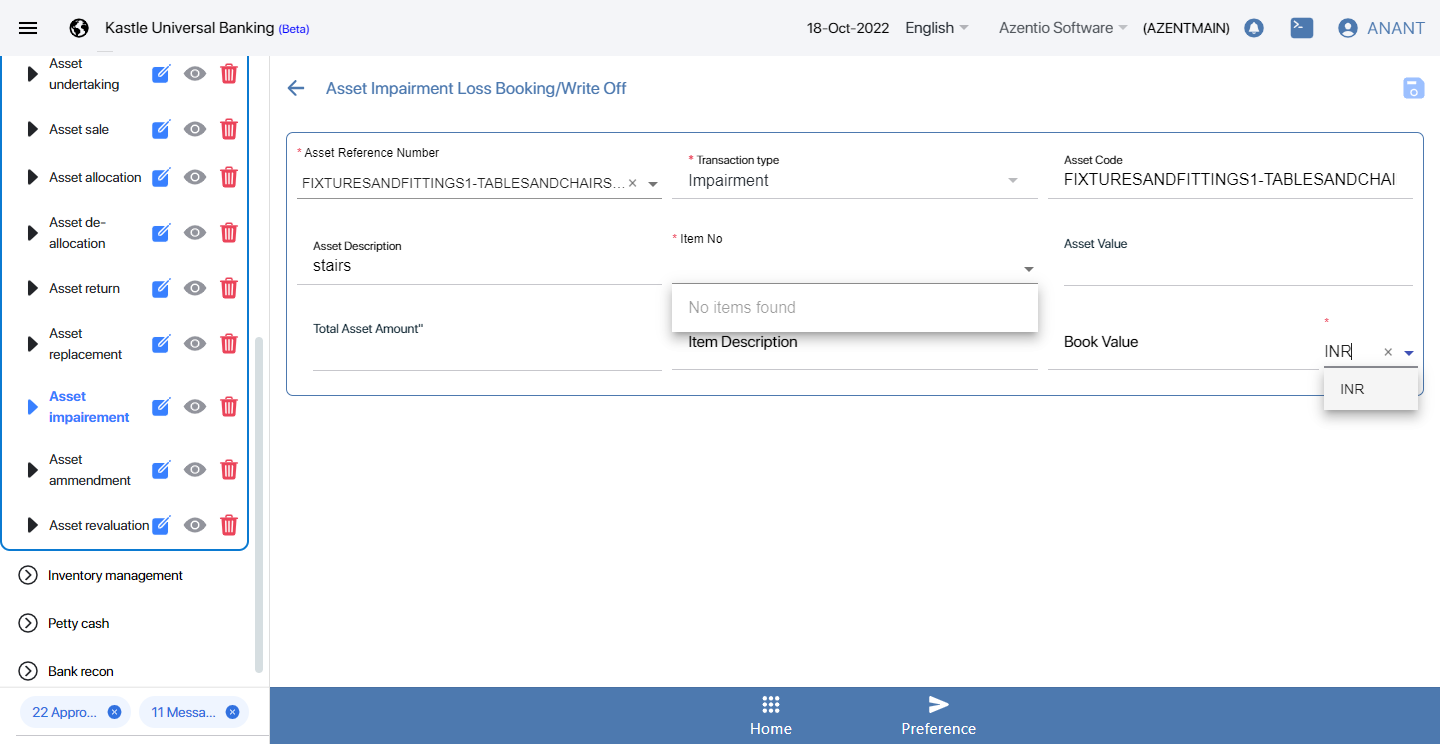 Kastle Universal Banking (Beta)
18-Oct-2022
English
Azentio Software
(AZENTMAIN)
ANANT
Asset
undertaking
Asset sale
Asset allocation
Asset de-
allocation
Asset return
Asset
replacement
Asset
impairement
Asset
ammendment
Asset revaluation
Inventory management
Petty cash
Bank recon
22 Appro...
11 Messa...
Asset Impairment Loss Booking/Write Off
* Asset Reference Number
FIXTURESANDFITTINGS1-TABLESANDCHAIRS...
* Transaction type
Impairment
Asset Code
FIXTURESANDFITTINGS1-TABLESANDCHAI
Asset Description
stairs
* Item No
No items found
Asset Value
Total Asset Amount"
Item Description
Book Value
*
INR
INR
Home
Preference